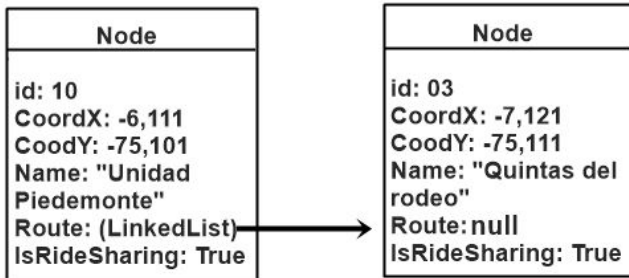 Node
id: 10
CoordX: -6,111
CoodY: -75,101
Name: "Unidad
Piedemonte"
Route: (LinkedList)
IsRideSharing: True
Node
id: 03
CoordX: -7,121
CoodY: -75,111
Name: "Quintas del
rodeo"
Route: null
IsRideSharing: True